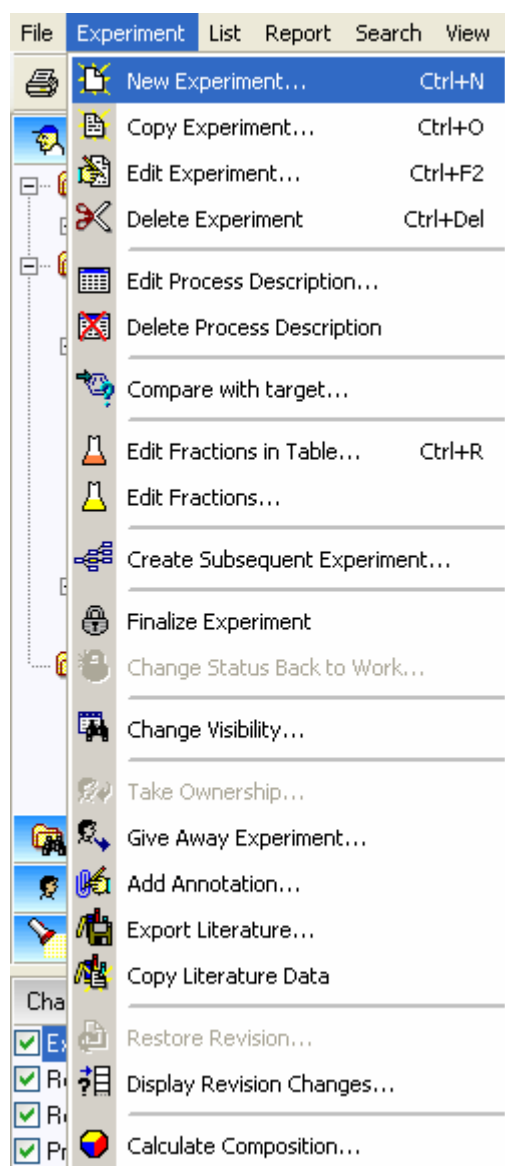 File Experiment List Report Search View
New Experiment... Ctrl+N
Copy Experiment... Ctrl+O
Edit Experiment... Ctrl+F2
Delete Experiment Ctrl+Del
Edit Process Description...
Delete Process Description
Compare with target...
Edit Fractions in Table... Ctrl+R
Edit Fractions...
Create Subsequent Experiment...
Finalize Experiment
Change Status Back to Work...
Change Visibility...
Take Ownership...
Give Away Experiment...
Add Annotation...
Export Literature...
Copy Literature Data
Restore Revision...
Display Revision Changes...
Calculate Composition...